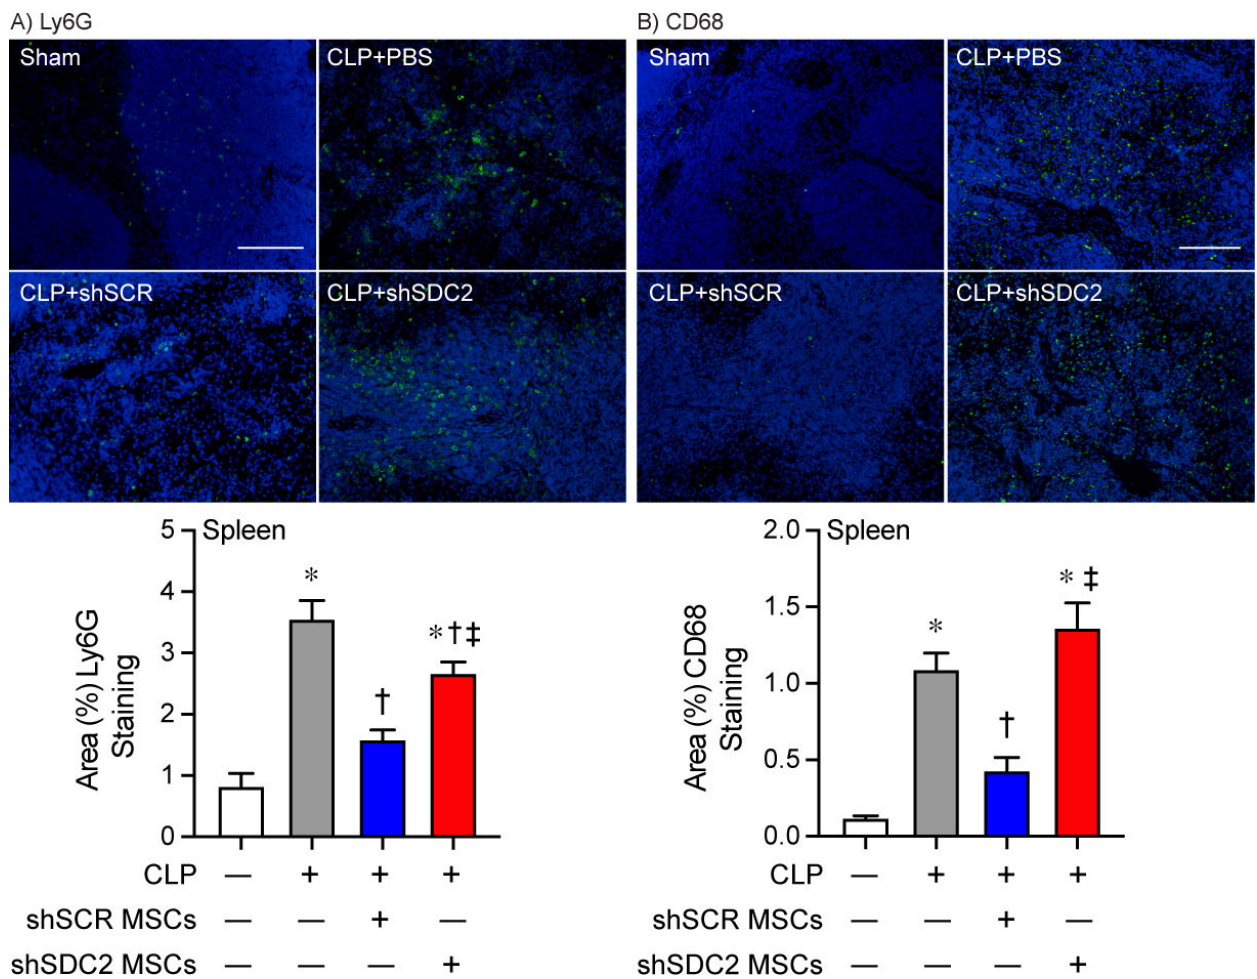 A) Ly6G
B) CD68
Sham
CLP+PBS
Sham
CLP+PBS
CLP+shSCR
CLP+shSDC2
CLP+shSCR
CLP+shSDC2
Spleen
5
4
3
2
1
0
Area (%) Ly6G
Staining
*
†
*†‡
CLP — + + +
shSCR MSCs — — + —
shSDC2 MSCs — — — +
Spleen
2.0
1.5
1.0
0.5
0.0
Area (%) CD68
Staining
*
†
*‡
CLP — + + +
shSCR MSCs — — + —
shSDC2 MSCs — — — +